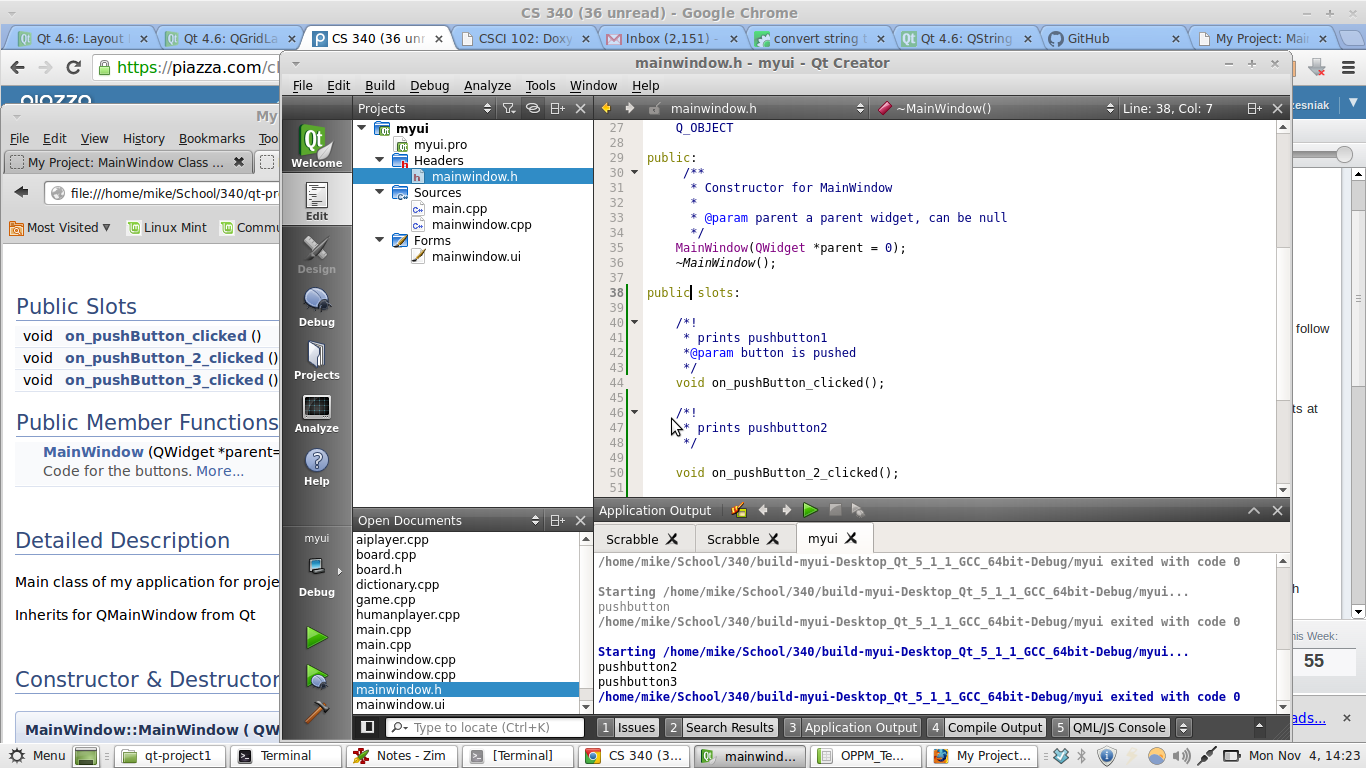 CS 340 (36 unread) - Google Chrome
Qt 4.6: Layout
Qt 4.6: QGridLa
CS 340 (36 unr
CSCI 102: Doxy
Inbox (2,151) -
convert string t
Qt 4.6: QString
GitHub
My Project: Mai
https://piazza.com/cl
zesniak
My
File Edit View History Bookmarks Too
My Project: MainWindow Class ...
file:///home/mike/School/340/qt-pr
Most Visited Linux Mint Commu
Public Slots
void on_pushButton_clicked ()
void on_pushButton_2_clicked ()
void on_pushButton_3_clicked ()
Public Member Functions
MainWindow (QWidget *parent=
Code for the buttons. More...
Detailed Description
Main class of my application for proje
Inherits for QMainWindow from Qt
Constructor & Destructor
MainWindow::MainWindow ( QW
mainwindow.h - myui - Qt Creator
File Edit Build Debug Analyze Tools Window Help
Welcome
Edit
Design
Debug
Projects
Analyze
Help
myui
Debug
Projects
myui
myui.pro
Headers
mainwindow.h
Sources
main.cpp
mainwindow.cpp
Forms
mainwindow.ui
Open Documents
aiplayer.cpp
board.cpp
board.h
dictionary.cpp
game.cpp
humanplayer.cpp
main.cpp
main.cpp
mainwindow.cpp
mainwindow.cpp
mainwindow.h
mainwindow.ui
mainwindow.h ~MainWindow() Line: 38, Col: 7
27 Q_OBJECT
28
29 public:
30 /**
31 * Constructor for MainWindow
32 *
33 * @param parent a parent widget, can be null
34 */
35 MainWindow(QWidget *parent = 0);
36 ~MainWindow();
37
38 public slots:
39
40 /*!
41 * prints pushbutton1
42 *@param button is pushed
43 */
44 void on_pushButton_clicked();
45
46 /*!
47 * prints pushbutton2
48 */
49
50 void on_pushButton_2_clicked();
51
Application Output
Scrabble Scrabble myui
/home/mike/School/340/build-myui-Desktop_Qt_5_1_1_GCC_64bit-Debug/myui exited with code 0
Starting /home/mike/School/340/build-myui-Desktop_Qt_5_1_1_GCC_64bit-Debug/myui...
pushbutton
/home/mike/School/340/build-myui-Desktop_Qt_5_1_1_GCC_64bit-Debug/myui exited with code 0
Starting /home/mike/School/340/build-myui-Desktop_Qt_5_1_1_GCC_64bit-Debug/myui...
pushbutton2
pushbutton3
/home/mike/School/340/build-myui-Desktop_Qt_5_1_1_GCC_64bit-Debug/myui exited with code 0
Type to locate (Ctrl+K) 1 Issues 2 Search Results 3 Application Output 4 Compile Output 5 QML/JS Console
follow
ts at
h
his Week:
55
ads...
Menu qt-project1 Terminal Notes - Zim [Terminal] CS 340 (3... mainwind... OPPM_Te... My Project... Mon Nov 4, 14:23